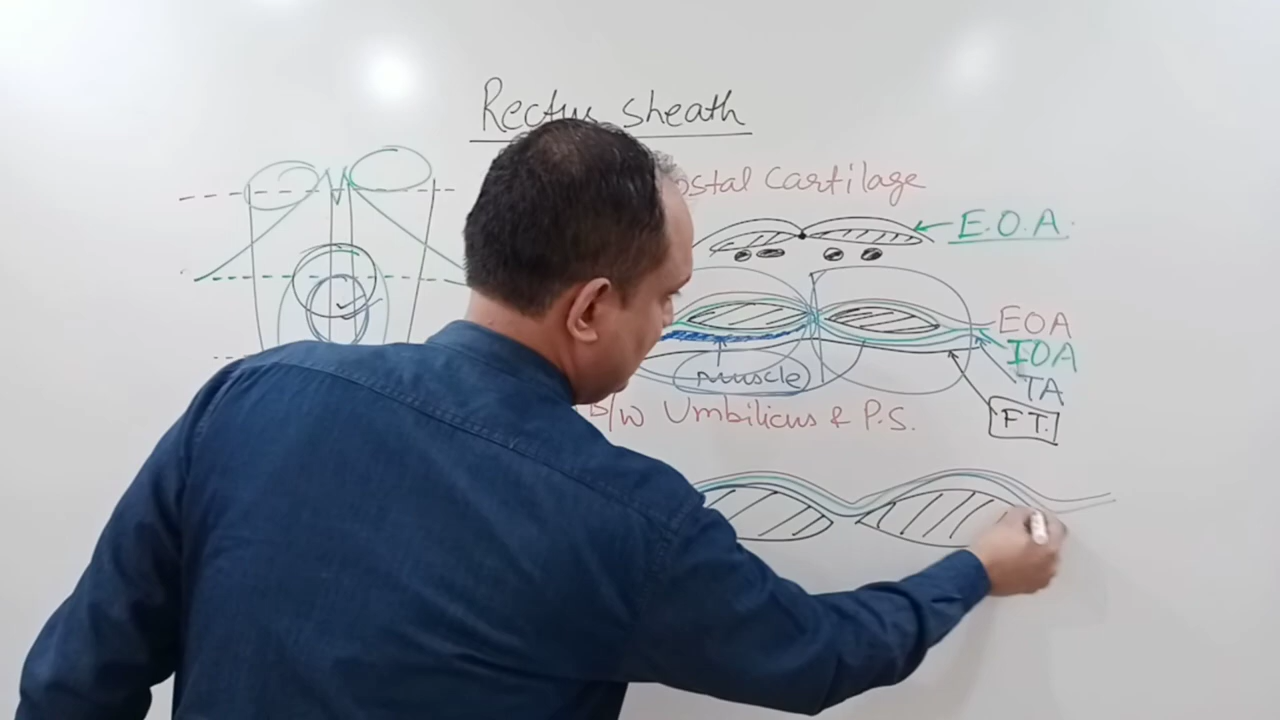 Rectus sheath
ostal Cartilage
E.O.A.
EOA
IOA
TA
F.T.
Muscle
B/W Umbilicus & P.S.